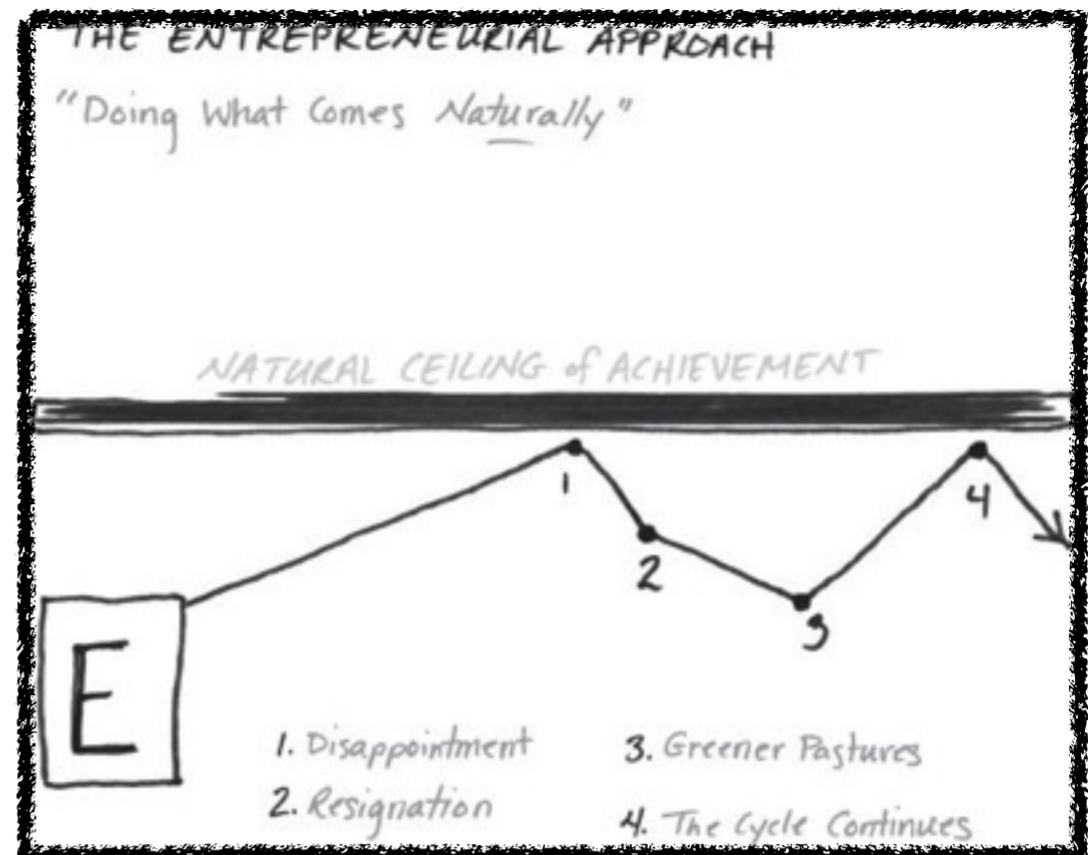 THE ENTREPRENEURIAL APPROACH
"Doing What Comes Naturally"
NATURAL CEILING of ACHIEVEMENT
1
2
3
4
E
1. Disappointment
2. Resignation
3. Greener Pastures
4. The Cycle Continues